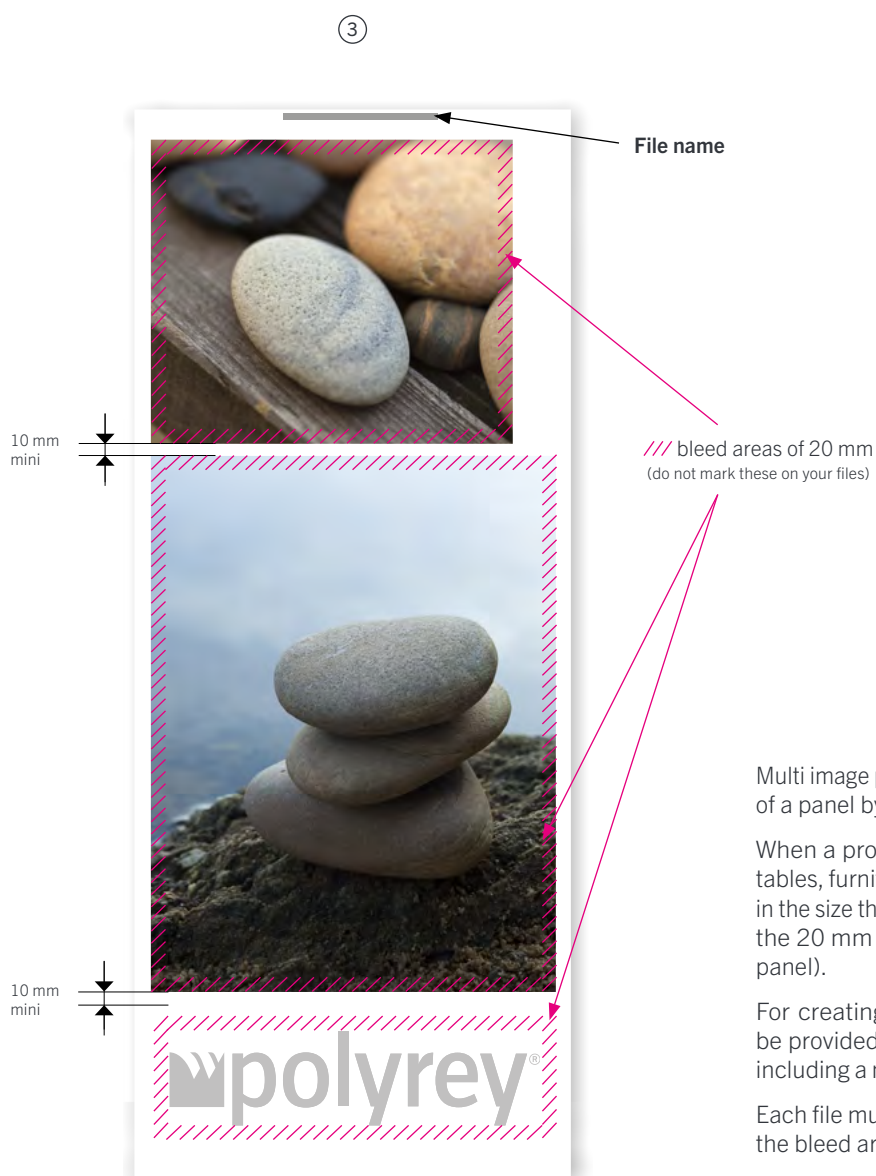 3
File name
10 mm
mini
/// bleed areas of 20 mm
(do not mark these on your files)
10 mm
mini
polyrey®
Multi image
of a panel by
When a pro
tables, furni
in the size th
the 20 mm
panel).
For creating
be provided
including a
Each file mu
the bleed ar